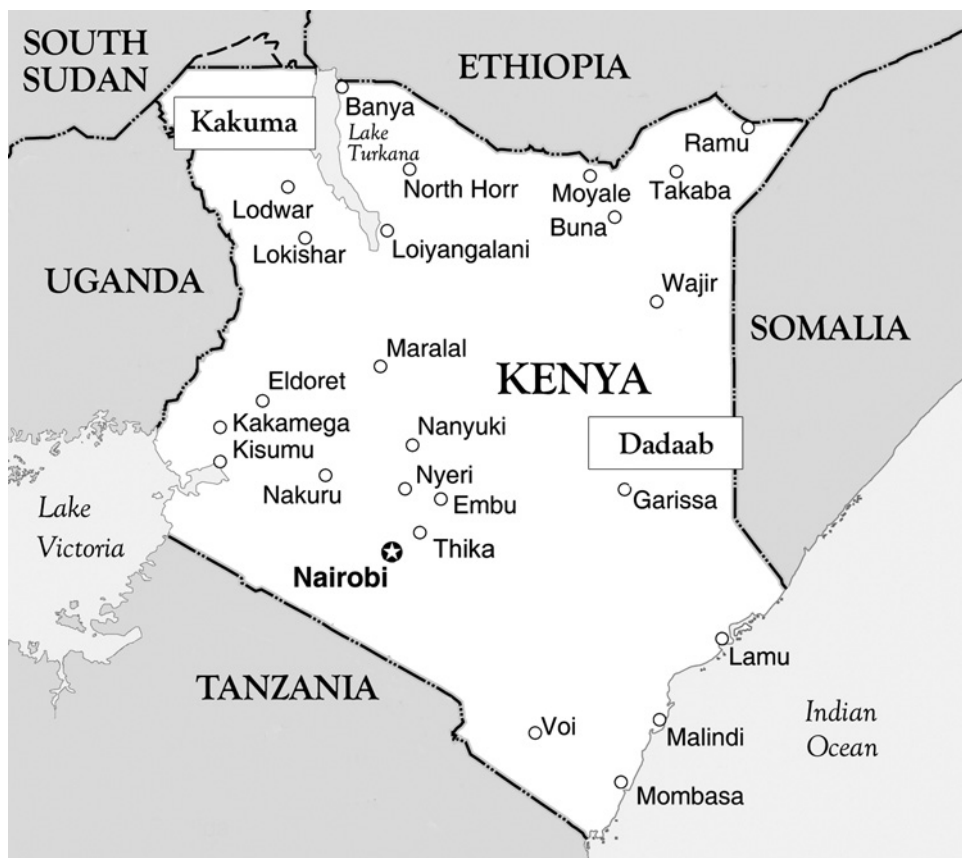 SOUTH
SUDAN
ETHIOPIA
Kakuma
Banya
Lake
Turkana
Ramu
North Horr
Moyale
Takaba
Lodwar
Buna
Lokishar
Loiyangalani
UGANDA
Wajir
SOMALIA
Maralal
KENYA
Eldoret
Kakamega
Nanyuki
Dadaab
Kisumu
Nakuru
Nyeri
Embu
Garissa
Lake
Victoria
Thika
Nairobi
Lamu
TANZANIA
Voi
Malindi
Indian
Ocean
Mombasa